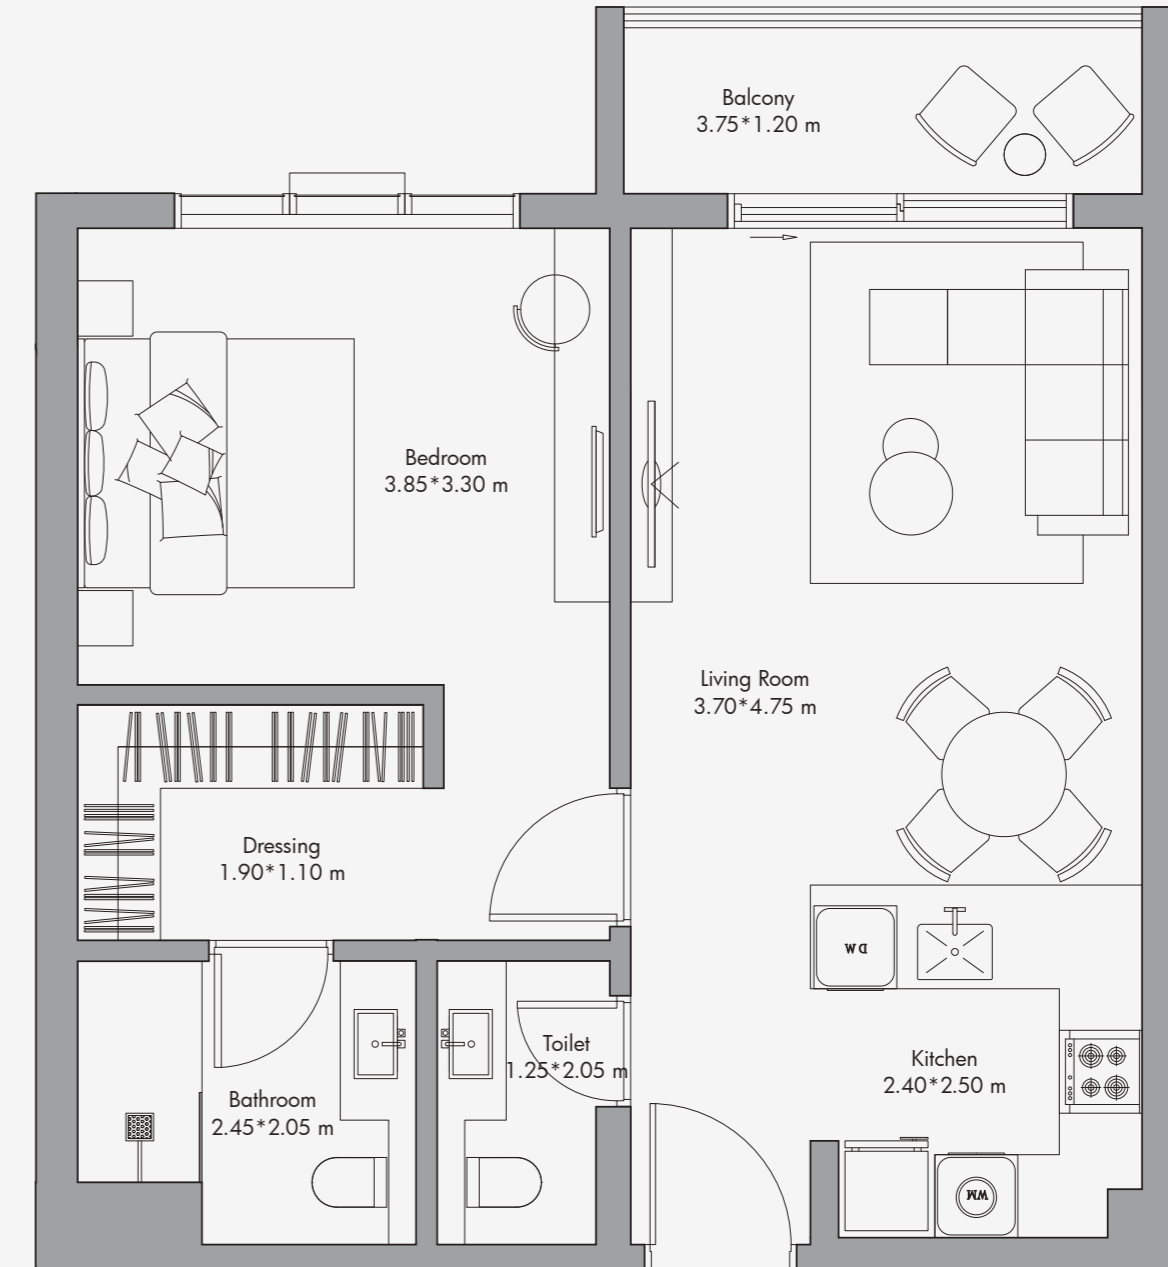 Balcony
3.75*1.20 m
Bedroom
3.85*3.30 m
Living Room
3.70*4.75 m
Dressing
1.90*1.10 m
DW
Toilet
1.25*2.05 m
Kitchen
2.40*2.50 m
Bathroom
2.45*2.05 m
WM